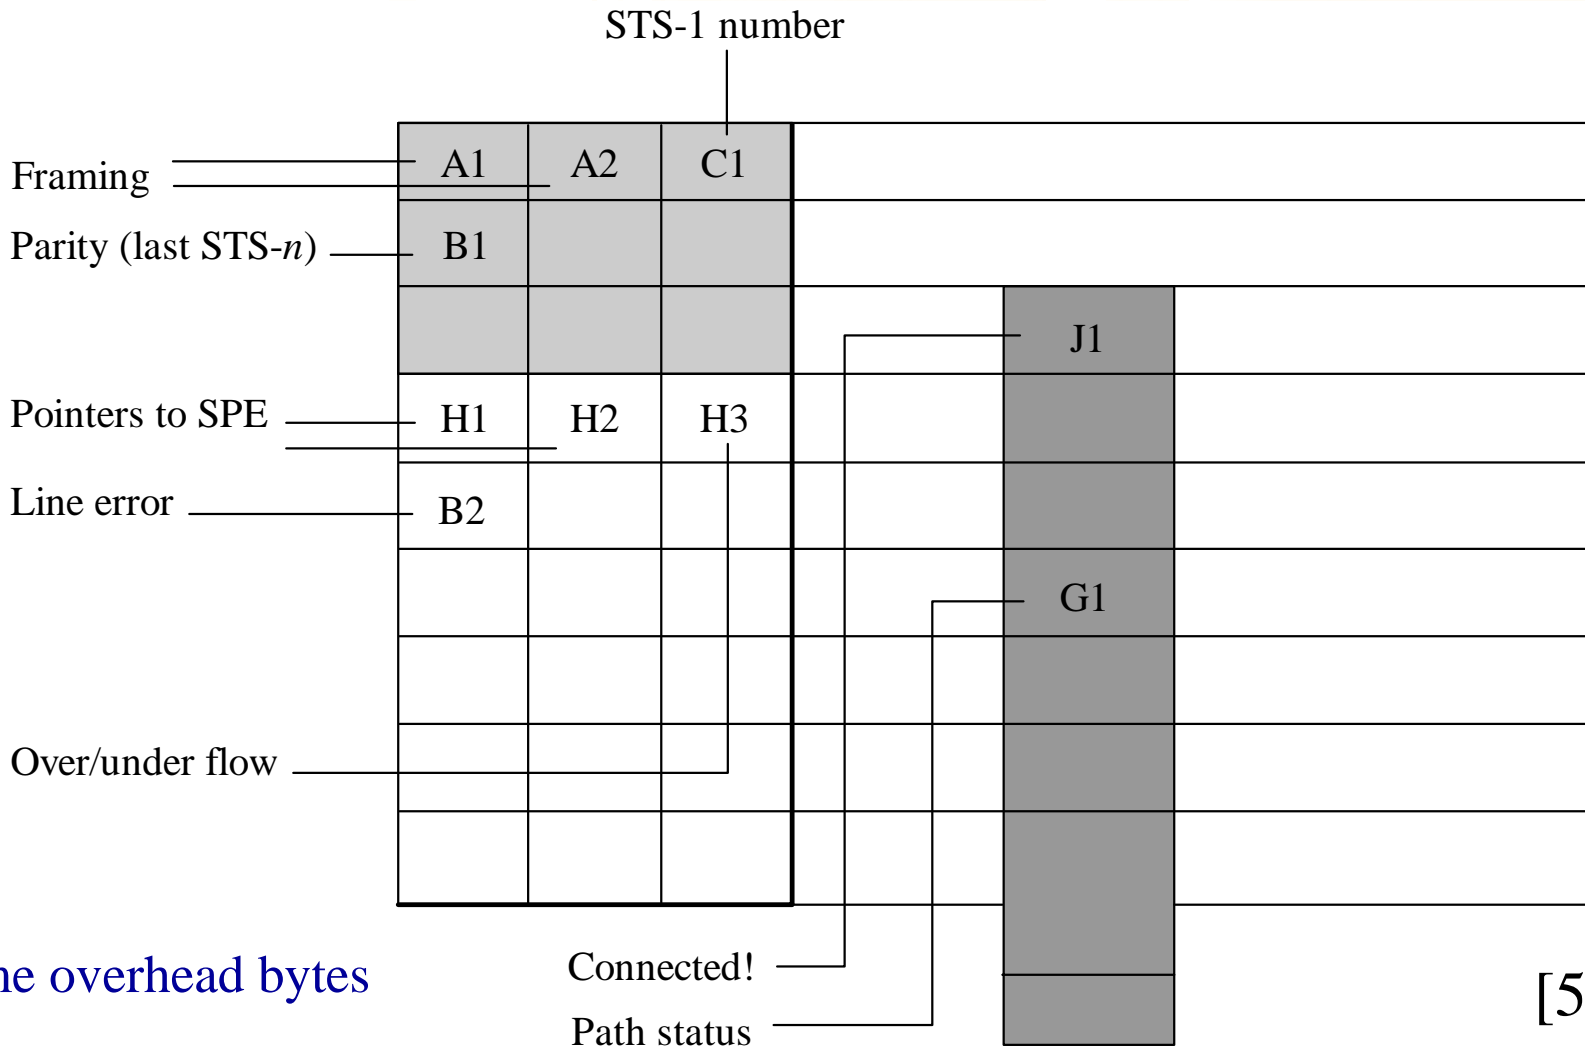 STS-1 number
Framing A1 A2 C1
Parity (last STS-n) B1
J1
Pointers to SPE H1 H2 H3
Line error B2
G1
Over/under flow
Connected!
overhead bytes
[5
Path status